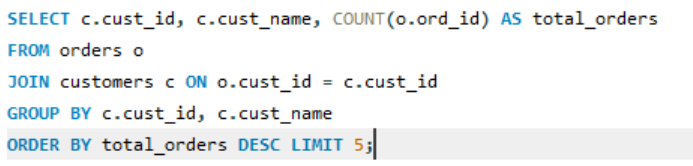 SELECT c.cust_id, c.cust_name, COUNT(o.ord_id) AS total_orders
FROM orders o
JOIN customers c ON o.cust_id = c.cust_id
GROUP BY c.cust_id, c.cust_name
ORDER BY total_orders DESC LIMIT 5;